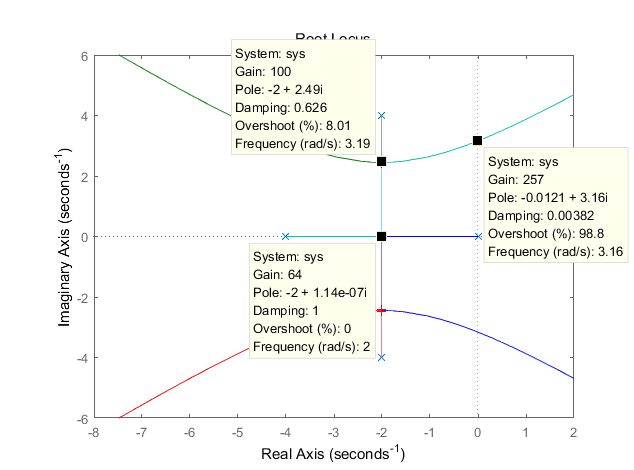 Root Locus
System: sys
Gain: 100
Pole: -2 + 2.49i
Damping: 0.626
Overshoot (%): 8.01
Frequency (rad/s): 3.19
System: sys
Gain: 257
Pole: -0.0121 + 3.16i
Damping: 0.00382
Overshoot (%): 98.8
Frequency (rad/s): 3.16
System: sys
Gain: 64
Pole: -2 + 1.14e-07i
Damping: 1
Overshoot (%): 0
Frequency (rad/s): 2
Imaginary Axis (seconds⁻¹)
6
4
2
0
-2
-4
-6
-8 -7 -6 -5 -4 -3 -2 -1 0 1 2
Real Axis (seconds⁻¹)